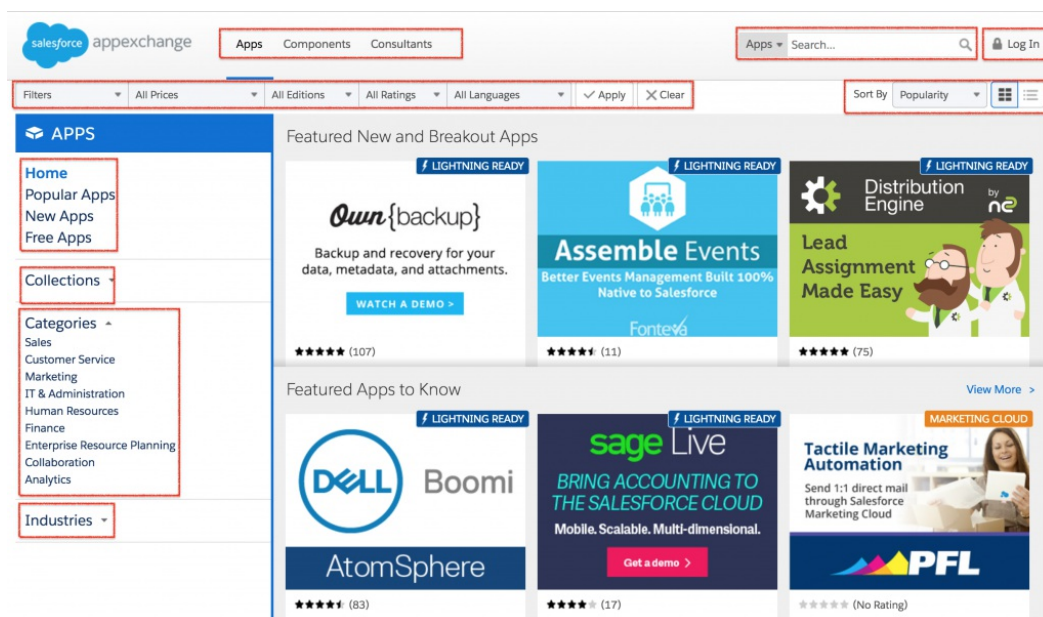 salesforce appexchange
Apps Components Consultants
Apps Search...
Log In
Filters All Prices All Editions All Ratings All Languages Apply Clear
Sort By Popularity
APPS
Home
Popular Apps
New Apps
Free Apps
Collections
Categories
Sales
Customer Service
Marketing
IT & Administration
Human Resources
Finance
Enterprise Resource Planning
Collaboration
Analytics
Industries
Featured New and Breakout Apps
LIGHTNING READY
Own {backup}
Backup and recovery for your
data, metadata, and attachments.
WATCH A DEMO >
(107)
LIGHTNING READY
Assemble Events
Better Events Management Built 100%
Native to Salesforce
Fonteva
(11)
LIGHTNING READY
Distribution
Engine
by
Lead
Assignment
Made Easy
(75)
Featured Apps to Know
View More >
LIGHTNING READY
DELL Boomi
AtomSphere
(83)
LIGHTNING READY
sage Live
BRING ACCOUNTING TO
THE SALESFORCE CLOUD
Mobile. Scalable. Multi-dimensional.
Get a demo >
(17)
MARKETING CLOUD
Tactile Marketing
Automation
Send 1:1 direct mail
through Salesforce
Marketing Cloud
PFL
(No Rating)